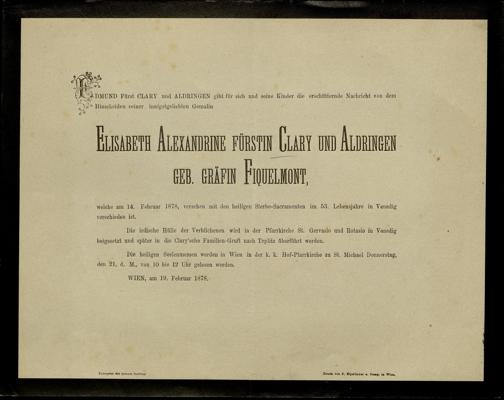 EDMUND Fürst CLARY und ALDRINGEN gibt für sich und seine Kinder die erschütternde Nachricht von dem
Hinscheiden seiner innigstgeliebten Gemalin
ELISABETH ALEXANDRINE FÜRSTIN CLARY UND ALDRINGEN
GEB. GRÄFIN FIQUELMONT,
welche am 14. Februar 1878, versehen mit den heiligen Sterbe-Sacramenten im 53. Lebensjahre in Venedig
verschieden ist.
Die irdische Hülle der Verblichenen wird in der Pfarrkirche St. Gervasio und Rotasio in Venedig
beigesetzt und später in die Clary'sche Familien-Gruft nach Teplitz überführt werden.
Die heiligen Seelenmessen werden in Wien in der k. k. Hof-Pfarrkirche zu St. Michael Donnerstag,
den 21. d. M., von 10 bis 12 Uhr gelesen werden.
WIEN, am 19. Februar 1878.